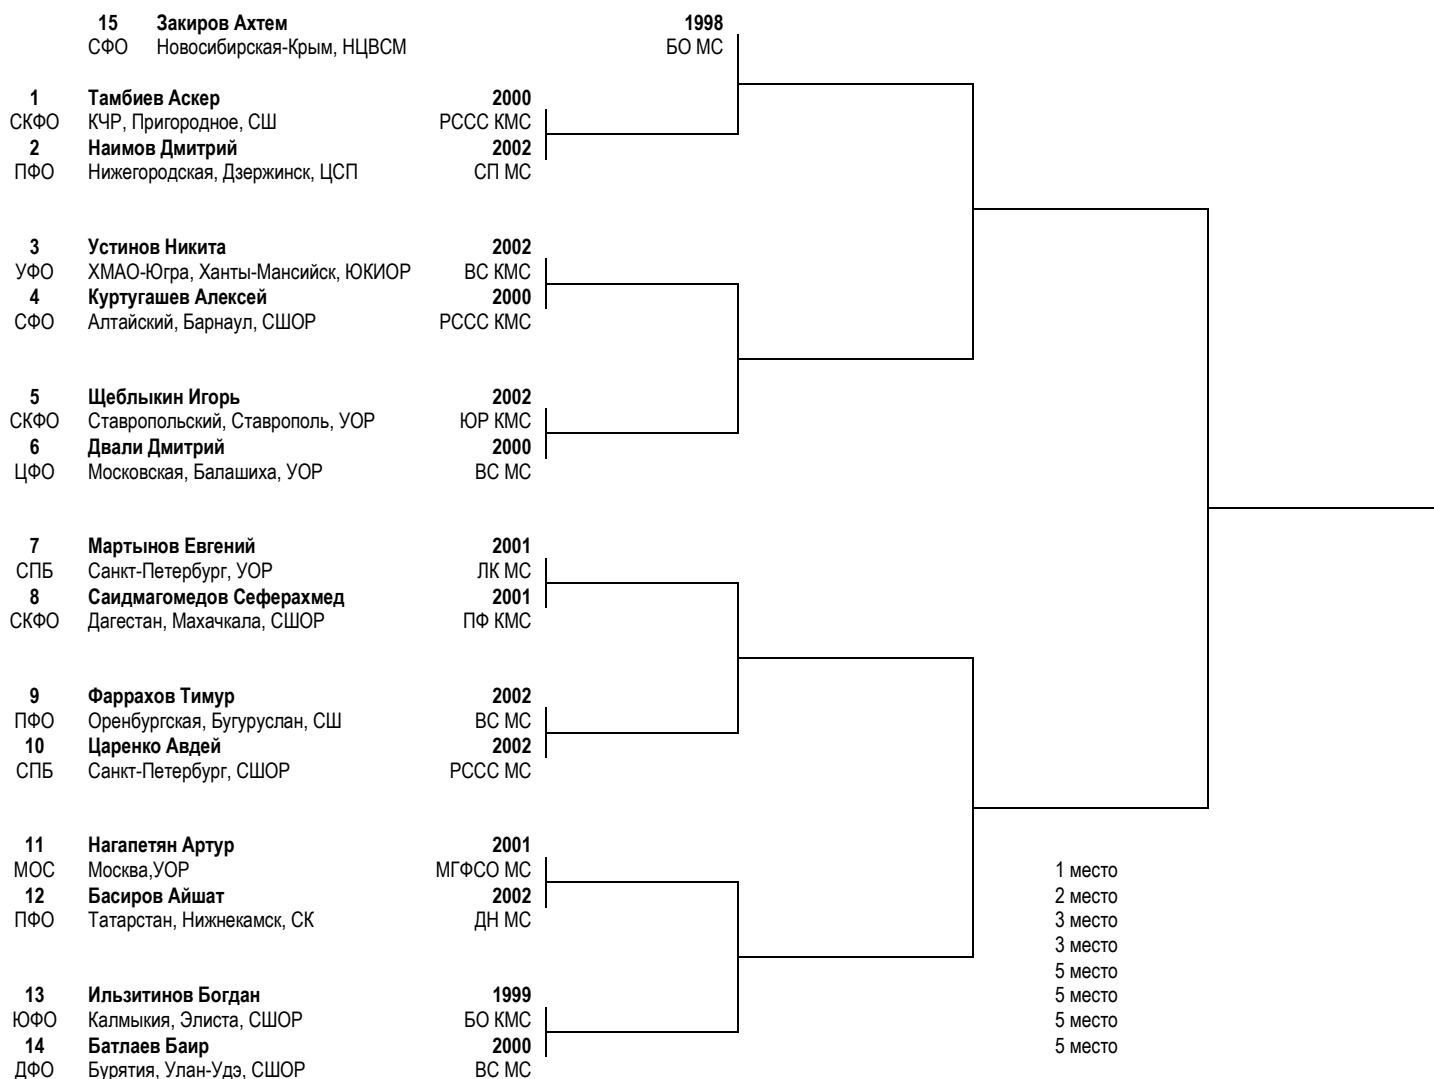 15 Закиров Ахтем 1998
СФО Новосибирская-Крым, НЦВСМ БО МС
1 Тамбиев Аскер 2000
СКФО КЧР, Пригородное, СШ РССС КМС
2 Наимов Дмитрий 2002
ПФО Нижегородская, Дзержинск, ЦСП СП МС
3 Устинов Никита 2002
УФО ХМАО-Югра, Ханты-Мансийск, ЮКИОР ВС КМС
4 Куртугашев Алексей 2000
СФО Алтайский, Барнаул, СШОР РССС КМС
5 Щеблыкин Игорь 2002
СКФО Ставропольский, Ставрополь, УОР ЮР КМС
6 Двали Дмитрий 2000
ЦФО Московская, Балашиха, УОР ВС МС
7 Мартынов Евгений 2001
СПБ Санкт-Петербург, УОР ЛК МС
8 Саидмагомедов Сеферахмед 2001
СКФО Дагестан, Махачкала, СШОР ПФ КМС
9 Фаррахов Тимур 2002
ПФО Оренбургская, Бугуруслан, СШ ВС МС
10 Царенко Авдей 2002
СПБ Санкт-Петербург, СШОР РССС МС
11 Нагапетян Артур 2001
МОС Москва,УОР МГФСО МС 1 место
12 Басиров Айшат 2002 2 место
ПФО Татарстан, Нижнекамск, СК ДН МС 3 место
3 место
5 место
13 Ильзитинов Богдан 1999 5 место
ЮФО Калмыкия, Элиста, СШОР БО КМС 5 место
14 Батлаев Баир 2000 5 место
ДФО Бурятия, Улан-Удэ, СШОР ВС МС